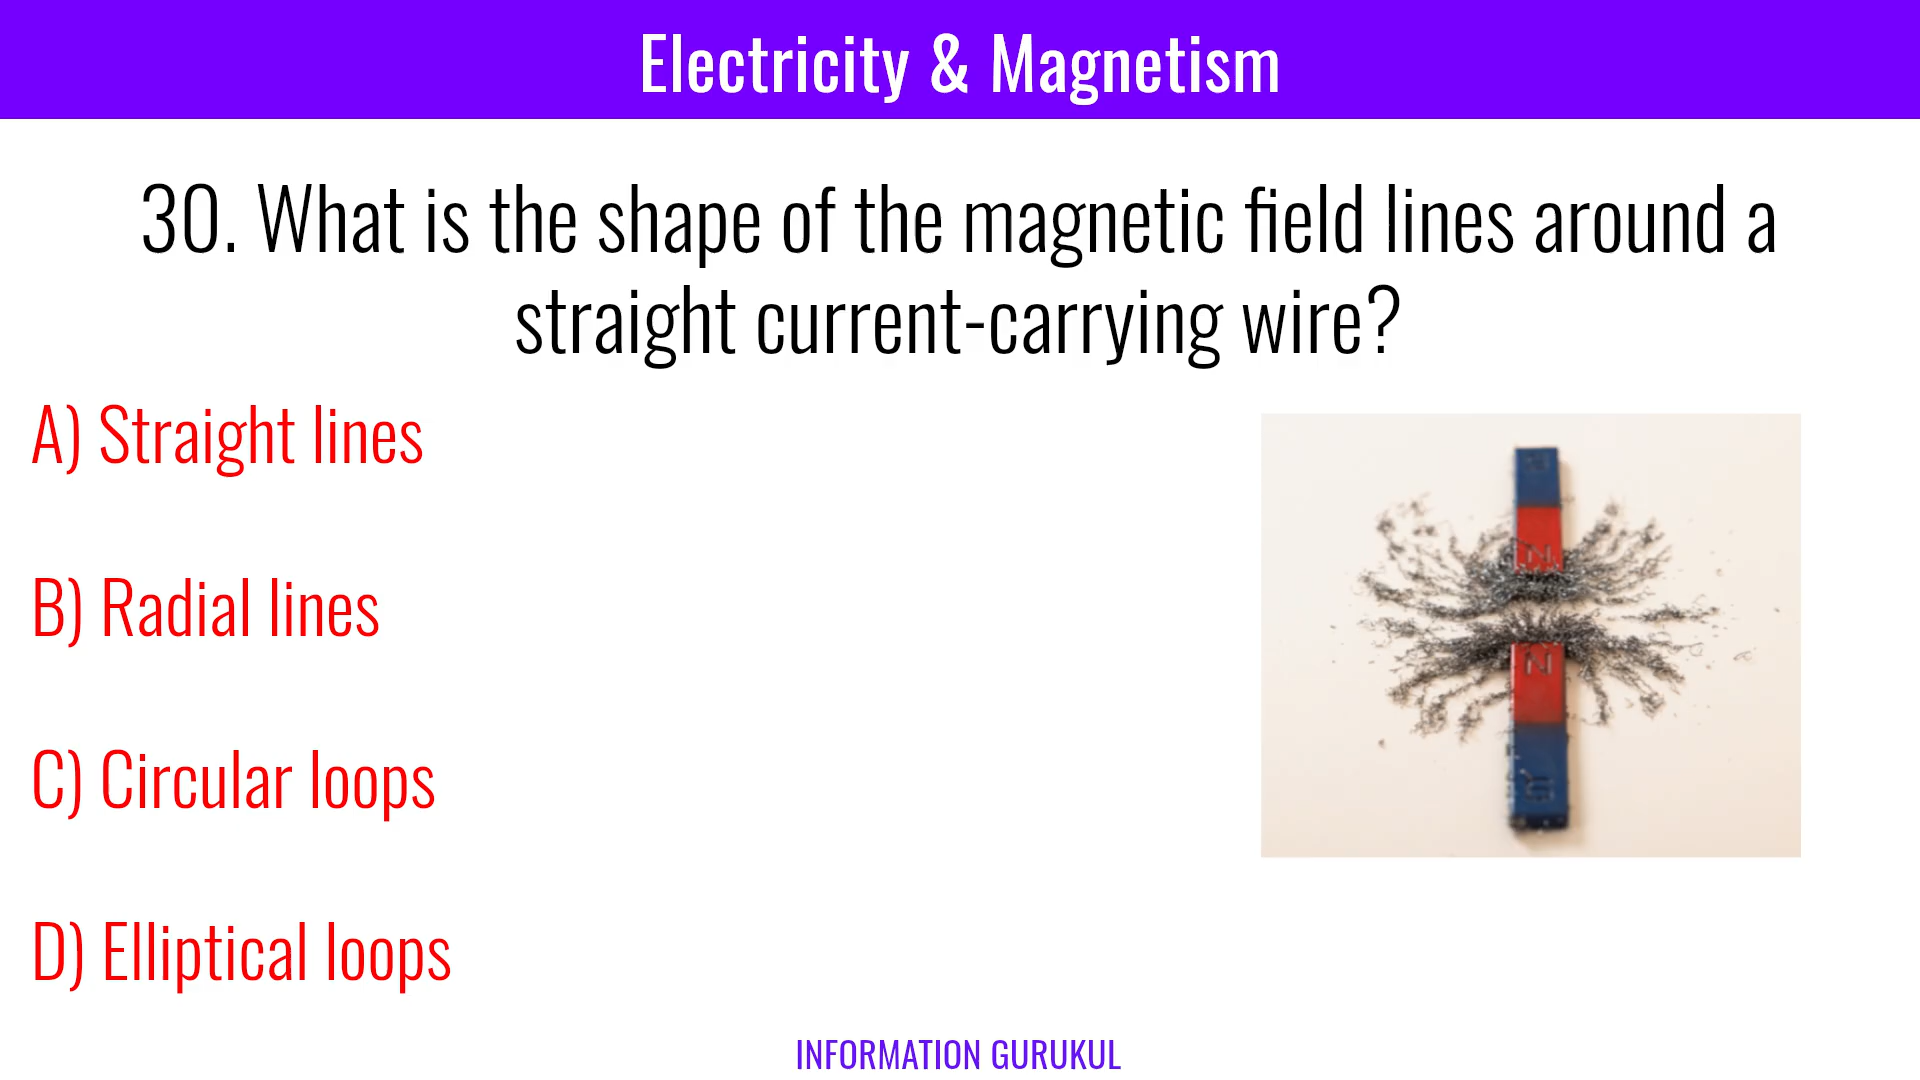 Electricity & Magnetism
30. What is the shape of the magnetic field lines around a
straight current-carrying wire?
A) Straight lines
B) Radial lines
C) Circular loops
D) Elliptical loops
N
N
S
INFORMATION GURUKUL